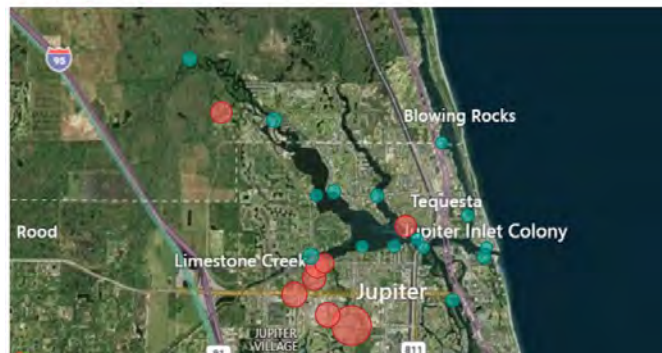 95
Blowing Rocks
Tequesta
Rood
Jupiter Inlet Colony
Limestone Creek
Jupiter
JUPITER
VILLAGE
811